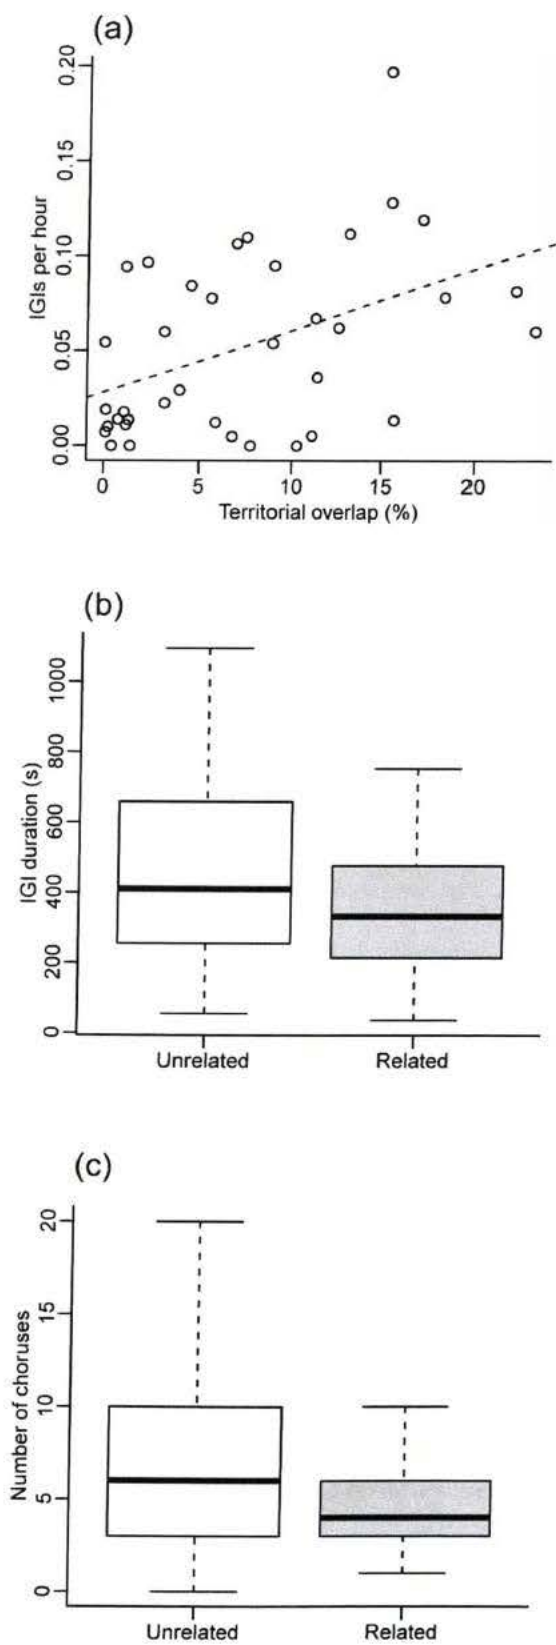 (a)
IGIs per hour
0.20
0.15
0.10
0.05
0.00
0 5 10 15 20
Territorial overlap (%)
(b)
IGI duration (s)
1000
800
600
400
200
0
Unrelated Related
(c)
Number of choruses
20
15
10
5
0
Unrelated Related